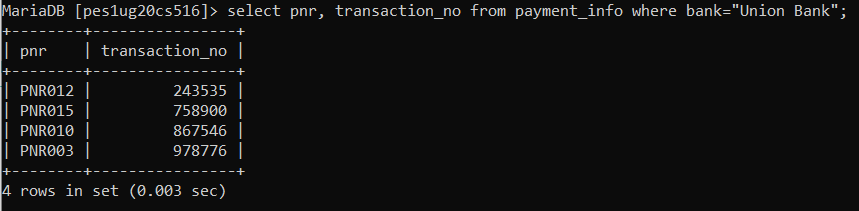 MariaDB [pes1ug20cs516]> select pnr, transaction_no from payment_info where bank="Union Bank";
+--------+----------------+
| pnr    | transaction_no |
+--------+----------------+
| PNR012 |         243535 |
| PNR015 |         758900 |
| PNR010 |         867546 |
| PNR003 |         978776 |
+--------+----------------+
4 rows in set (0.003 sec)